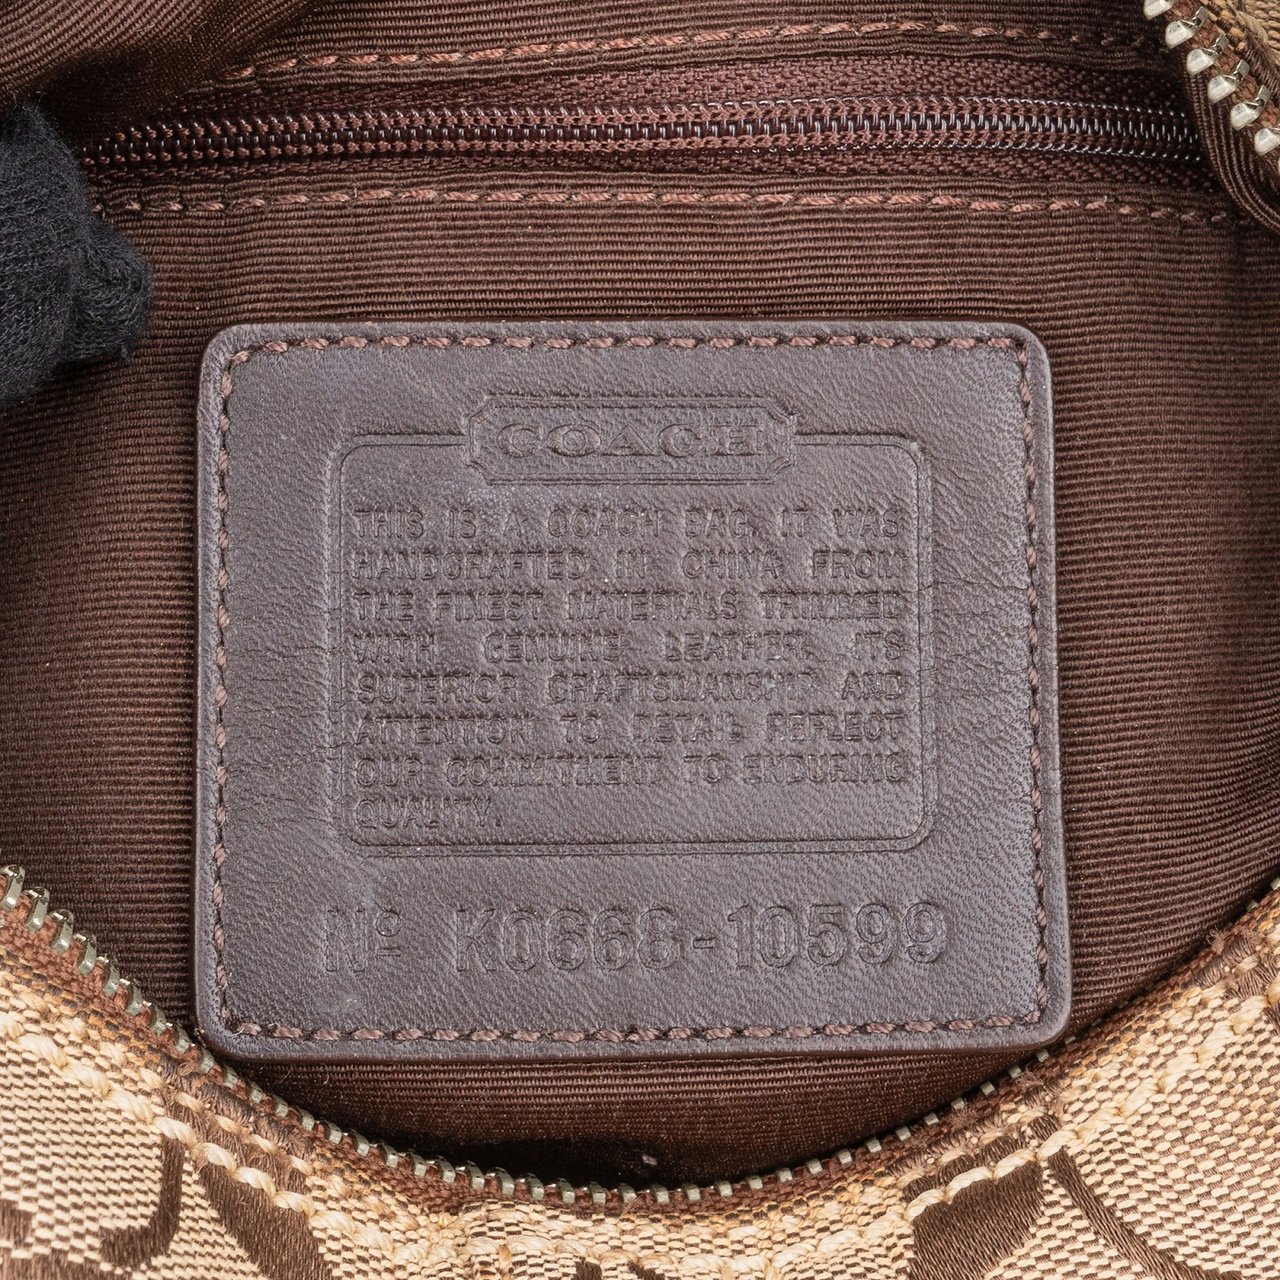 COACH
THIS IS A COACH BAG. IT WAS
HANDCRAFTED IN CHINA FROM
THE FINEST MATERIALS TRIMMED
WITH GENUINE LEATHER. ITS
SUPERIOR CRAFTSMANSHIP AND
ATTENTION TO DETAIL REFLECT
OUR COMMITMENT TO ENDURING
QUALITY.
Nº K0668-10599